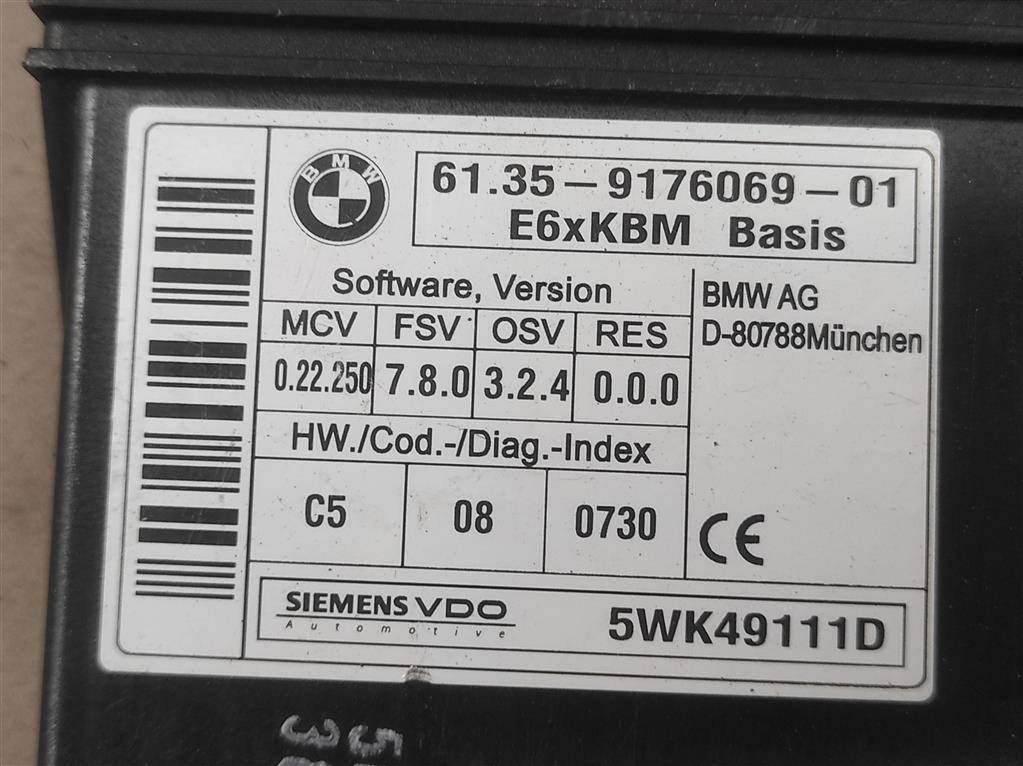 BMW
61.35-9176069-01
E6xKBM Basis
Software, Version
MCV FSV OSV RES
0.22.250 7.8.0 3.2.4 0.0.0
BMW AG
D-80788München
HW./Cod.-/Diag.-Index
C5 08 0730
CE
SIEMENS VDO
Automotive
5WK49111D